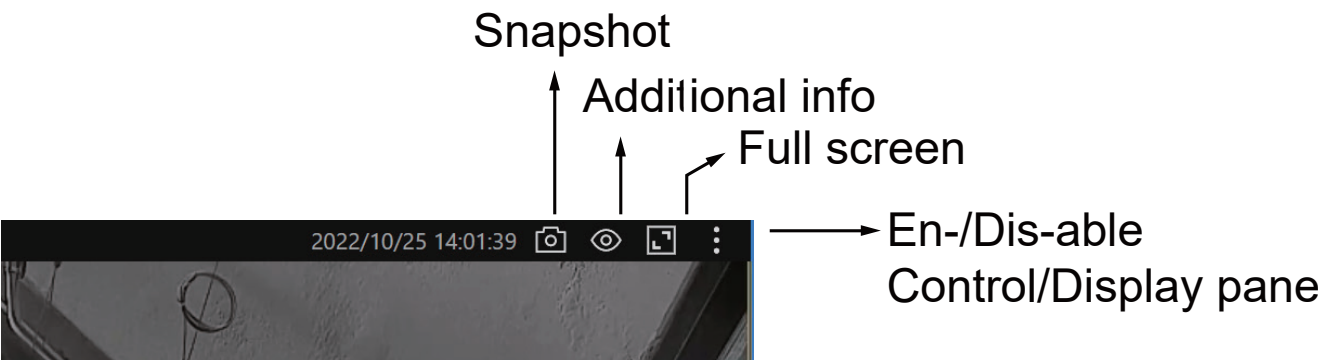 Snapshot
Additional info
Full screen
2022/10/25 14:01:39
En-/Dis-able
Control/Display pane